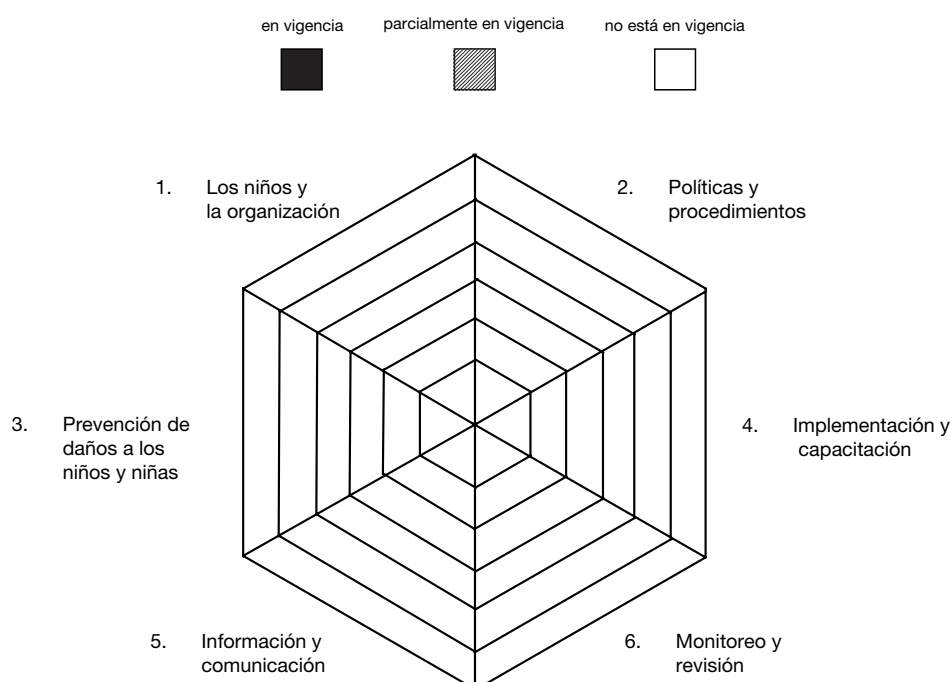 en vigencia
parcialmente en vigencia
no está en vigencia
1. Los niños y
la organización
2. Políticas y
procedimientos
3. Prevención de
daños a los
niños y niñas
4. Implementación y
capacitación
5. Información y
comunicación
6. Monitoreo y
revisión